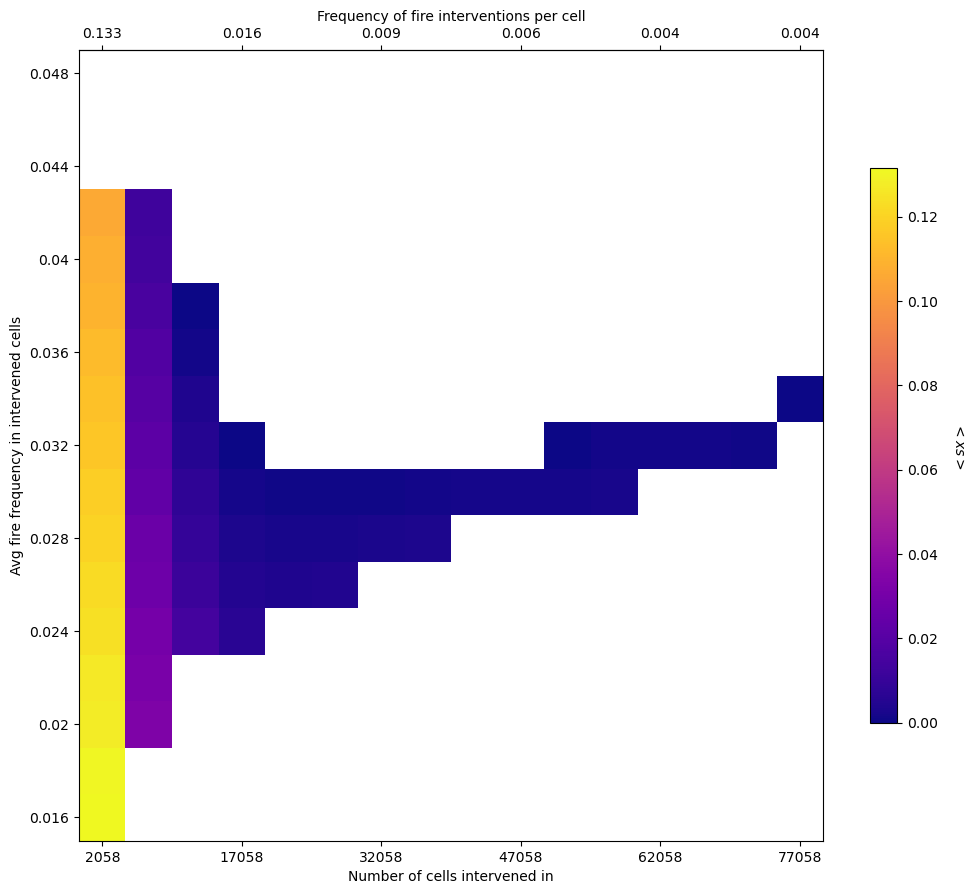 Frequency of fire interventions per cell
0.133 0.016 0.009 0.006 0.004 0.004
0.048
0.044
0.04
0.036
0.032
0.028
0.024
0.02
0.016
Avg fire frequency in intervened cells
2058 17058 32058 47058 62058 77058
Number of cells intervened in
0.12
0.10
0.08
0.06
0.04
0.02
0.00
< sx >